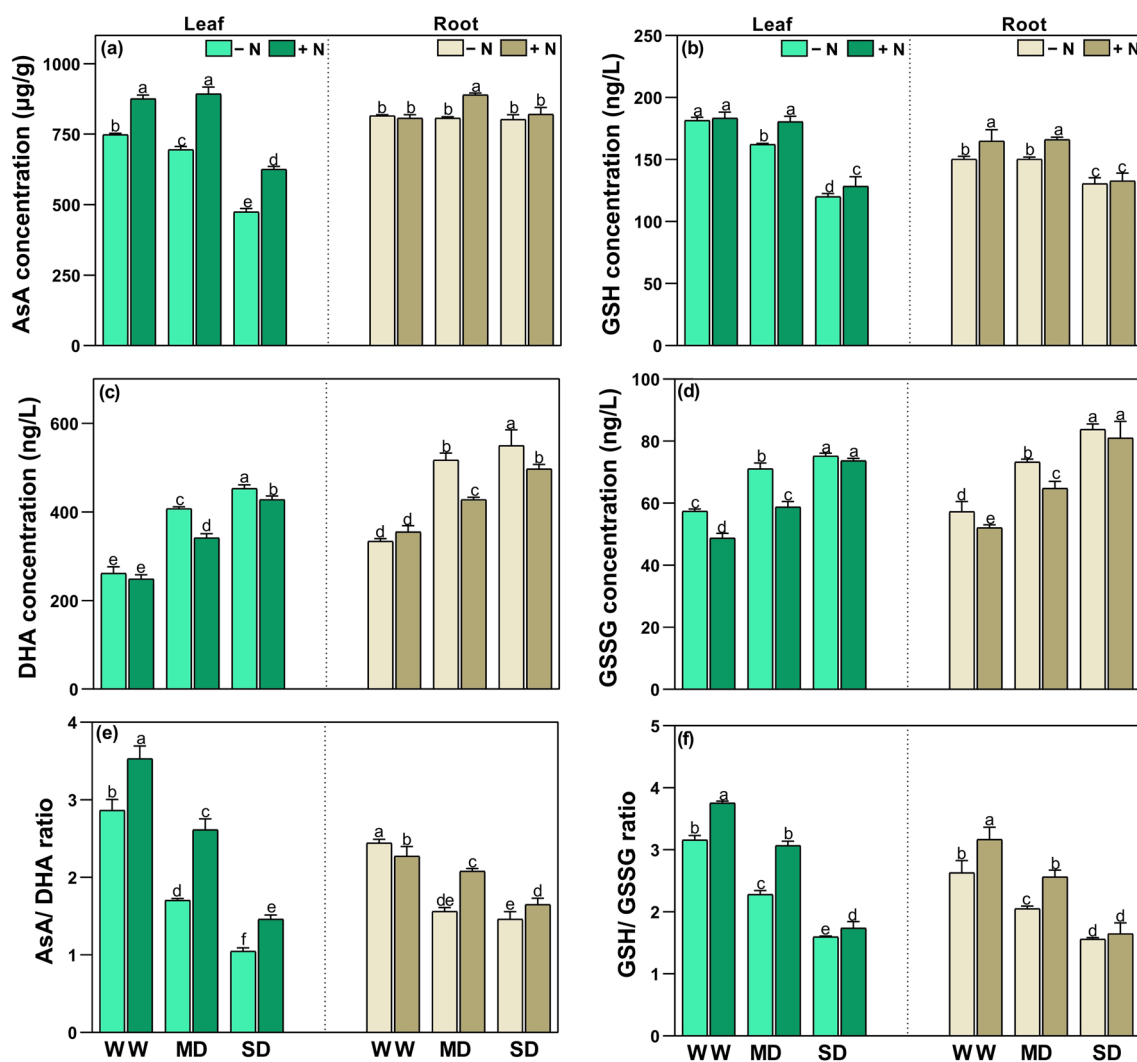 Leaf Root
(a) – N + N – N + N
AsA concentration (µg/g)
1000
750
500
250
0
b a c a e d b b b a b b
Leaf Root
(b) – N + N – N + N
GSH concentration (ng/L)
250
200
150
100
50
0
a a b a d c b a b a c c
(c)
DHA concentration (ng/L)
600
400
200
0
e e c d a b d d b c a b
(d)
GSSG concentration (ng/L)
100
80
60
40
20
0
c d b c a a d e b c a a
(e)
AsA/ DHA ratio
4
3
2
1
0
b a d c f e a b de c e d
WW MD SD WW MD SD
(f)
GSH/ GSSG ratio
5
4
3
2
1
0
b a c b e d b a c b d d
WW MD SD WW MD SD